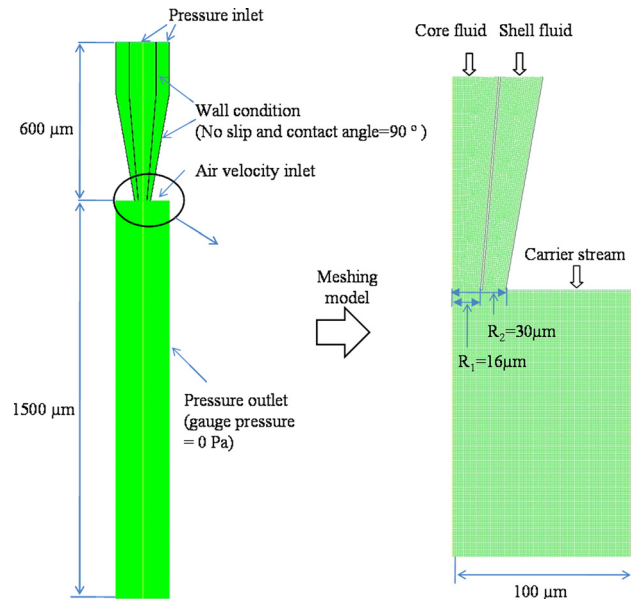 Pressure inlet
Core fluid
Shell fluid
600 μm
Wall condition
(No slip and contact angle=90 º )
Air velocity inlet
Carrier stream
Meshing
model
R2=30μm
R1=16μm
1500 μm
Pressure outlet
(gauge pressure
= 0 Pa)
100 μm